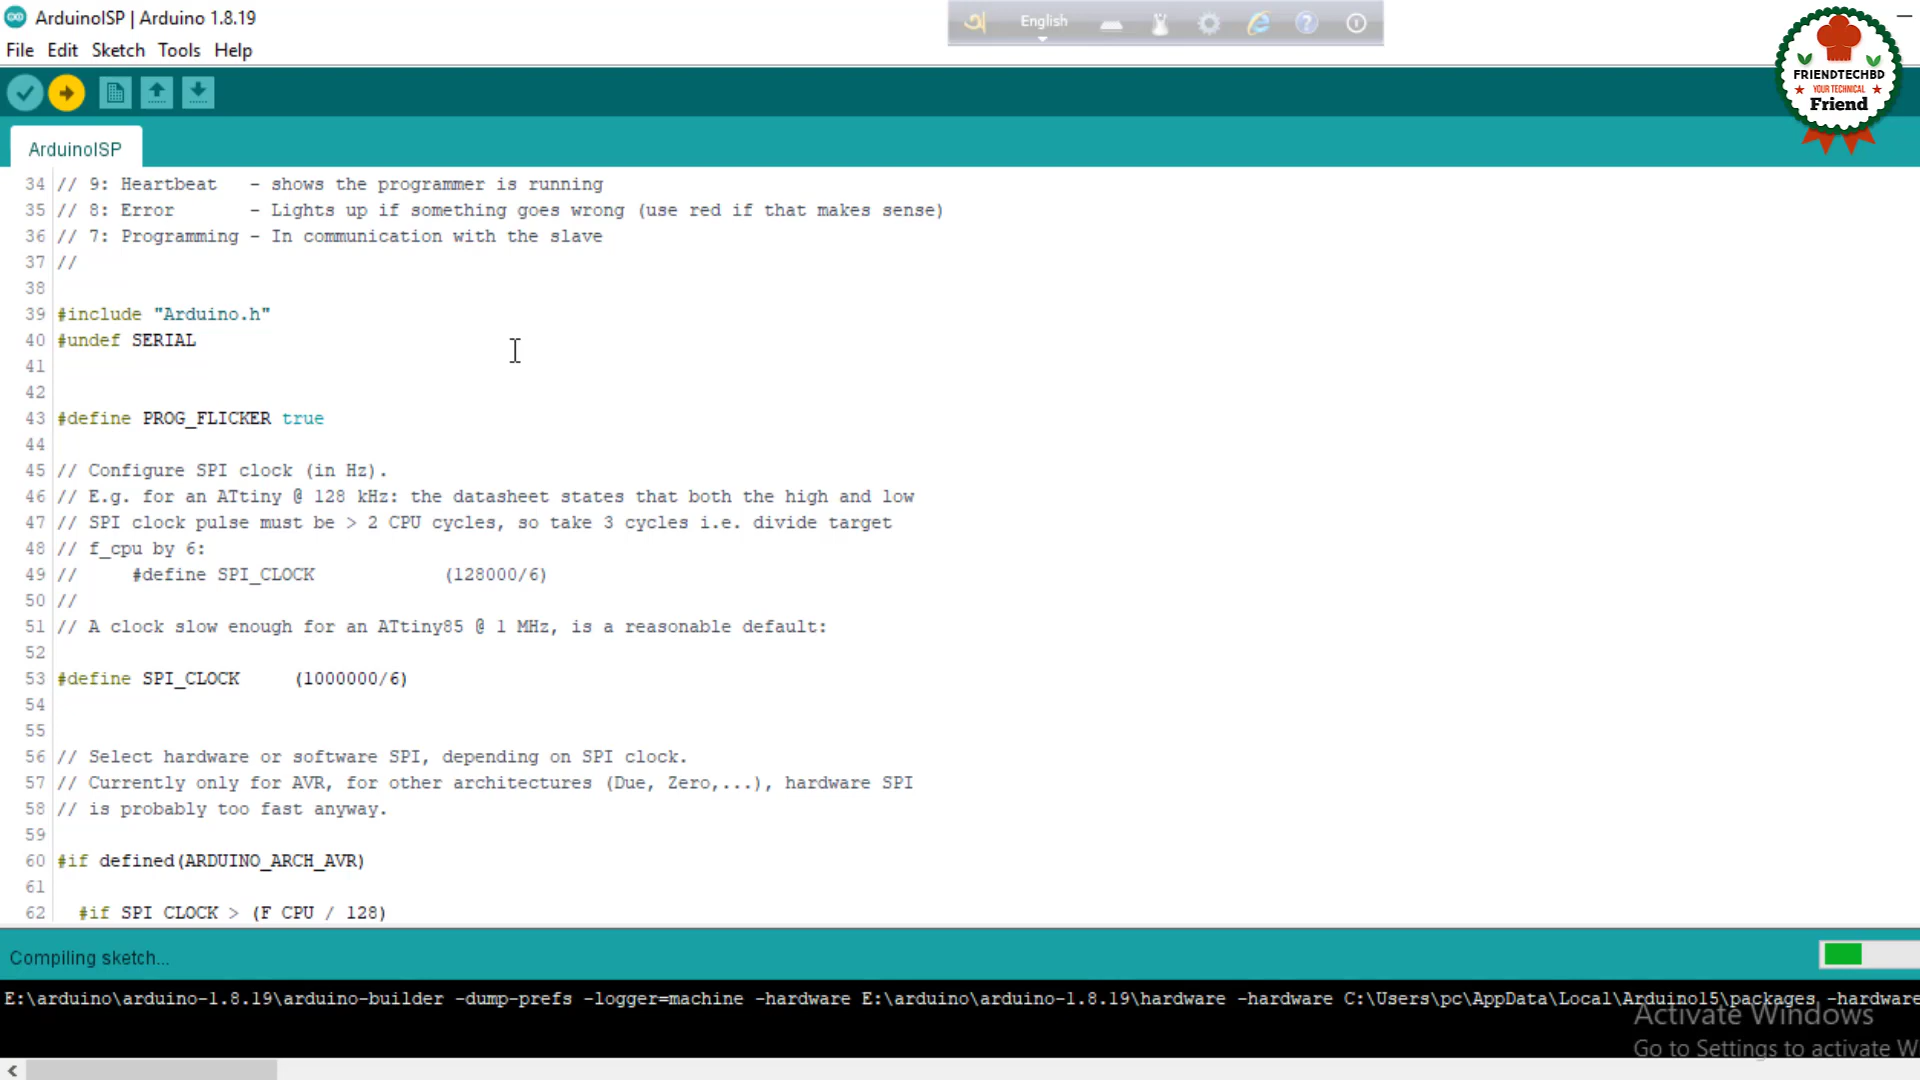 ArduinoISP | Arduino 1.8.19
অ
English
File Edit Sketch Tools Help
FRIENDTECHBD
YOUR TECHNICAL
Friend
ArduinoISP
34 // 9: Heartbeat   - shows the programmer is running
35 // 8: Error       - Lights up if something goes wrong (use red if that makes sense)
36 // 7: Programming - In communication with the slave
37 //
38
39 #include "Arduino.h"
40 #undef SERIAL
41
42
43 #define PROG_FLICKER true
44
45 // Configure SPI clock (in Hz).
46 // E.g. for an ATtiny @ 128 kHz: the datasheet states that both the high and low
47 // SPI clock pulse must be > 2 CPU cycles, so take 3 cycles i.e. divide target
48 // f_cpu by 6:
49 //     #define SPI_CLOCK            (128000/6)
50 //
51 // A clock slow enough for an ATtiny85 @ 1 MHz, is a reasonable default:
52
53 #define SPI_CLOCK     (1000000/6)
54
55
56 // Select hardware or software SPI, depending on SPI clock.
57 // Currently only for AVR, for other architectures (Due, Zero,...), hardware SPI
58 // is probably too fast anyway.
59
60 #if defined(ARDUINO_ARCH_AVR)
61
62   #if SPI_CLOCK > (F_CPU / 128)
Compiling sketch...
E:\arduino\arduino-1.8.19\arduino-builder -dump-prefs -logger=machine -hardware E:\arduino\arduino-1.8.19\hardware -hardware C:\Users\pc\AppData\Local\Arduino15\packages -hardware
Activate Windows
Go to Settings to activate W